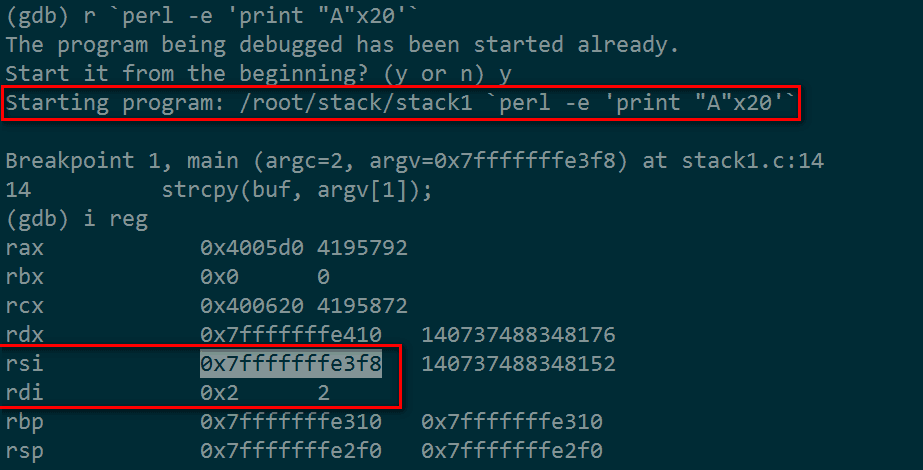 (gdb) r `perl -e 'print "A"x20'`
The program being debugged has been started already.
Start it from the beginning? (y or n) y
Starting program: /root/stack/stack1 `perl -e 'print "A"x20'`
Breakpoint 1, main (argc=2, argv=0x7fffffffe3f8) at stack1.c:14
14          strcpy(buf, argv[1]);
(gdb) i reg
rax            0x4005d0 4195792
rbx            0x0      0
rcx            0x400620 4195872
rdx            0x7fffffffe410   140737488348176
rsi            0x7fffffffe3f8   140737488348152
rdi            0x2      2
rbp            0x7fffffffe310   0x7fffffffe310
rsp            0x7fffffffe2f0   0x7fffffffe2f0